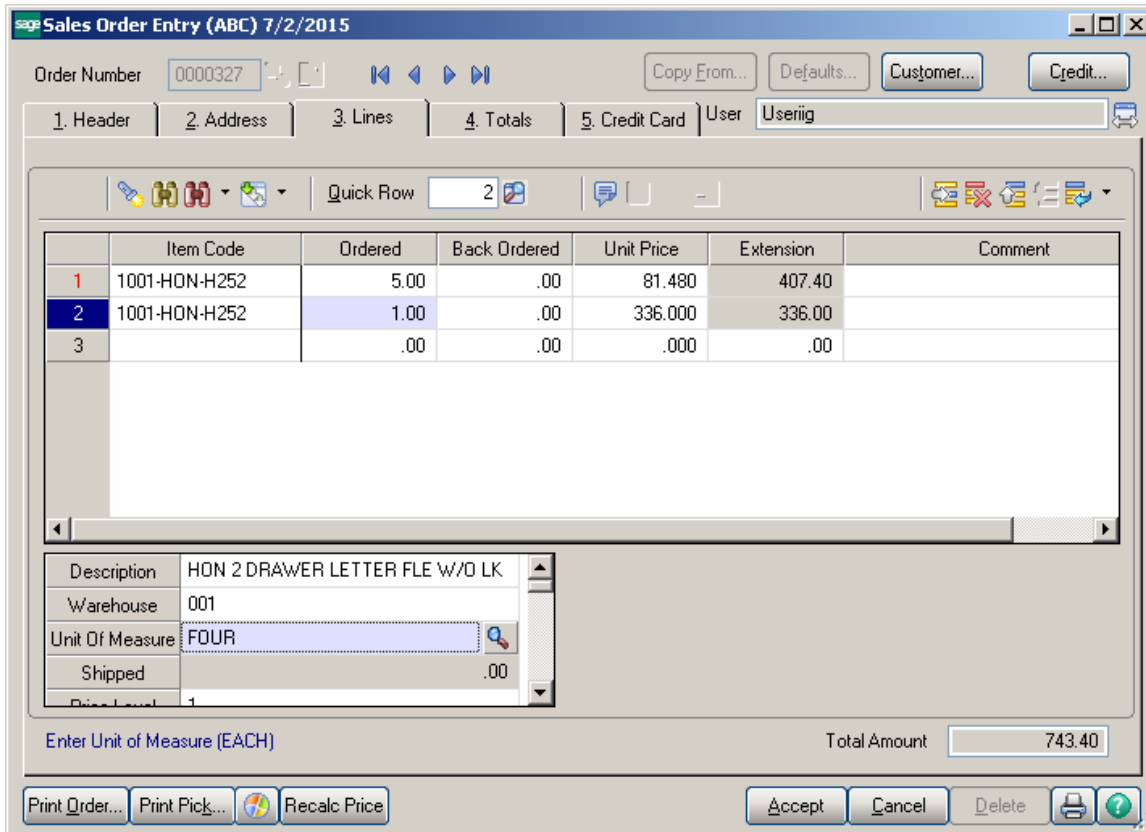 sage Sales Order Entry (ABC) 7/2/2015
Order Number 0000327 Copy From... Defaults... Customer... Credit...
1. Header 2. Address 3. Lines 4. Totals 5. Credit Card User Useriig
Quick Row 2
Item Code Ordered Back Ordered Unit Price Extension Comment
1 1001-HON-H252 5.00 .00 81.480 407.40
2 1001-HON-H252 1.00 .00 336.000 336.00
3 .00 .00 .000 .00
Description HON 2 DRAWER LETTER FLE W/O LK
Warehouse 001
Unit Of Measure FOUR
Shipped .00
Price Level 1
Enter Unit of Measure (EACH) Total Amount 743.40
Print Order... Print Pick... Recalc Price Accept Cancel Delete